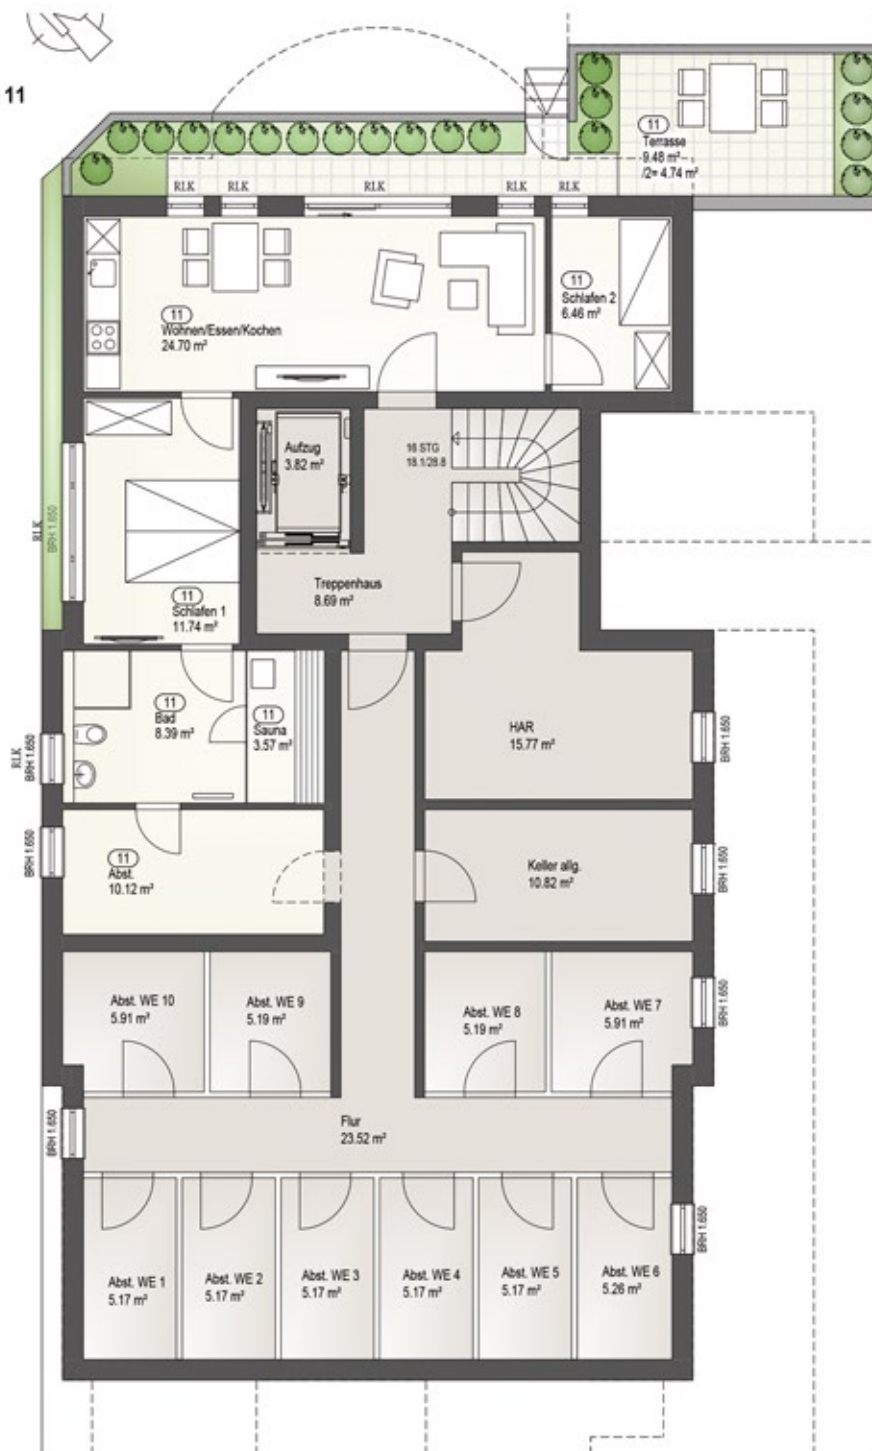 11
11
Terrasse
9.48 m²
/2= 4.74 m²
RLK
RLK
RLK
RLK
RLK
11
Wohnen/Essen/Kochen
24.70 m²
11
Schlafen 2
6.46 m²
Aufzug
3.82 m²
16 STG
18.1/28.8
RLK
BRH 1.650
11
Schlafen 1
11.74 m²
Treppenhaus
8.69 m²
11
Bad
8.39 m²
11
Sauna
3.57 m²
HAR
15.77 m²
RLK
BRH 1.650
BRH 1.650
BRH 1.650
11
Abst.
10.12 m²
Keller allg.
10.82 m²
BRH 1.650
Abst. WE 10
5.91 m²
Abst. WE 9
5.19 m²
Abst. WE 8
5.19 m²
Abst. WE 7
5.91 m²
BRH 1.650
BRH 1.650
Flur
23.52 m²
BRH 1.650
Abst. WE 1
5.17 m²
Abst. WE 2
5.17 m²
Abst. WE 3
5.17 m²
Abst. WE 4
5.17 m²
Abst. WE 5
5.17 m²
Abst. WE 6
5.26 m²